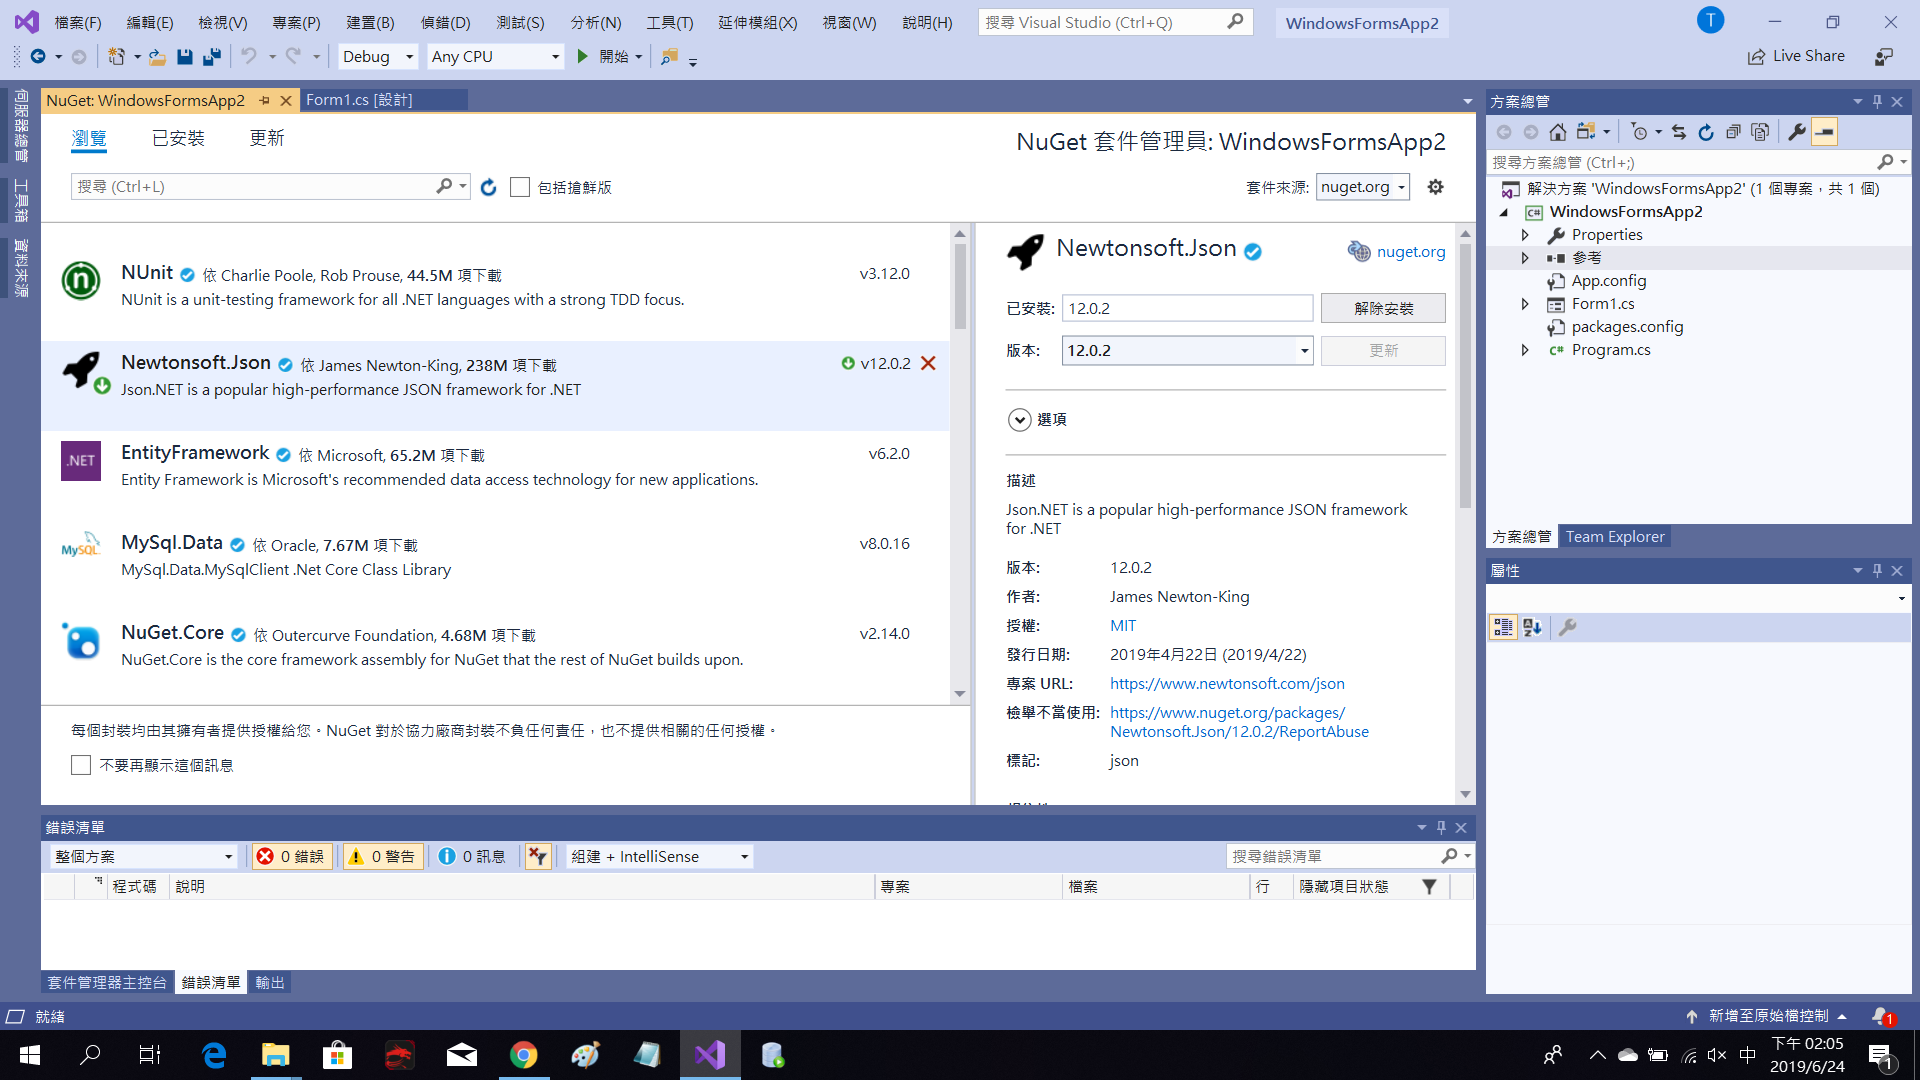 檔案(F) 編輯(E) 檢視(V) 專案(P) 建置(B) 偵錯(D) 測試(S) 分析(N) 工具(T) 延伸模組(X) 視窗(W) 說明(H) 搜尋 Visual Studio (Ctrl+Q) WindowsFormsApp2 T
Debug Any CPU 開始 Live Share
伺服器總管
工具箱
資料來源
NuGet: WindowsFormsApp2 Form1.cs [設計]
瀏覽 已安裝 更新
NuGet 套件管理員: WindowsFormsApp2
搜尋 (Ctrl+L) 包括搶鮮版
套件來源: nuget.org
NUnit 依 Charlie Poole, Rob Prouse, 44.5M 項下載 v3.12.0
NUnit is a unit-testing framework for all .NET languages with a strong TDD focus.
Newtonsoft.Json 依 James Newton-King, 238M 項下載 v12.0.2
Json.NET is a popular high-performance JSON framework for .NET
.NET
EntityFramework 依 Microsoft, 65.2M 項下載 v6.2.0
Entity Framework is Microsoft's recommended data access technology for new applications.
MySQL
MySql.Data 依 Oracle, 7.67M 項下載 v8.0.16
MySql.Data.MySqlClient .Net Core Class Library
NuGet.Core 依 Outercurve Foundation, 4.68M 項下載 v2.14.0
NuGet.Core is the core framework assembly for NuGet that the rest of NuGet builds upon.
每個封裝均由其擁有者提供授權給您。NuGet 對於協力廠商封裝不負任何責任，也不提供相關的任何授權。
不要再顯示這個訊息
Newtonsoft.Json nuget.org
已安裝: 12.0.2 解除安裝
版本: 12.0.2 更新
選項
描述
Json.NET is a popular high-performance JSON framework
for .NET
版本: 12.0.2
作者: James Newton-King
授權: MIT
發行日期: 2019年4月22日 (2019/4/22)
專案 URL: https://www.newtonsoft.com/json
檢舉不當使用: https://www.nuget.org/packages/
Newtonsoft.Json/12.0.2/ReportAbuse
標記: json
方案總管
搜尋方案總管 (Ctrl+;)
解決方案 'WindowsFormsApp2' (1 個專案，共 1 個)
C# WindowsFormsApp2
Properties
參考
App.config
Form1.cs
packages.config
C# Program.cs
方案總管 Team Explorer
屬性
錯誤清單
整個方案 0 錯誤 0 警告 0 訊息 組建 + IntelliSense 搜尋錯誤清單
程式碼 說明 專案 檔案 行 隱藏項目狀態
套件管理器主控台 錯誤清單 輸出
就緒 新增至原始檔控制 1
中 下午 02:05
2019/6/24 1